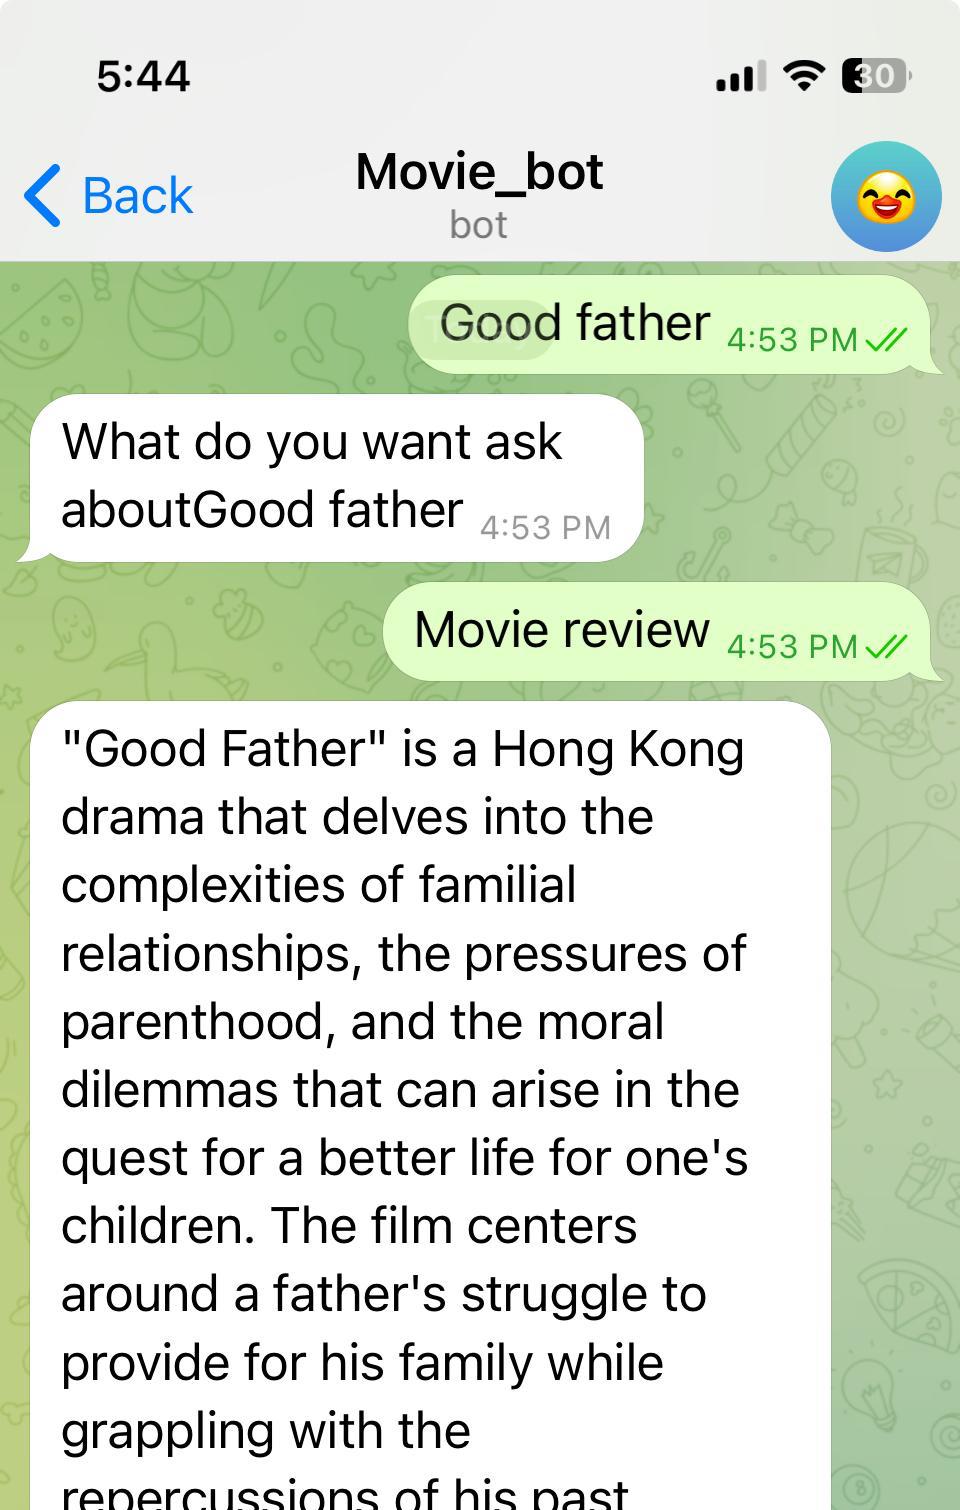 5:44
30
Back
Movie_bot
bot
Good father
4:53 PM
What do you want ask
aboutGood father
4:53 PM
Movie review
4:53 PM
"Good Father" is a Hong Kong
drama that delves into the
complexities of familial
relationships, the pressures of
parenthood, and the moral
dilemmas that can arise in the
quest for a better life for one's
children. The film centers
around a father's struggle to
provide for his family while
grappling with the
repercussions of his past